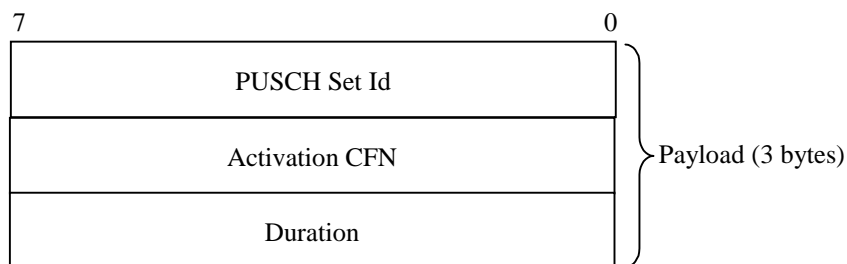 7 0
PUSCH Set Id
Activation CFN
Payload (3 bytes)
Duration